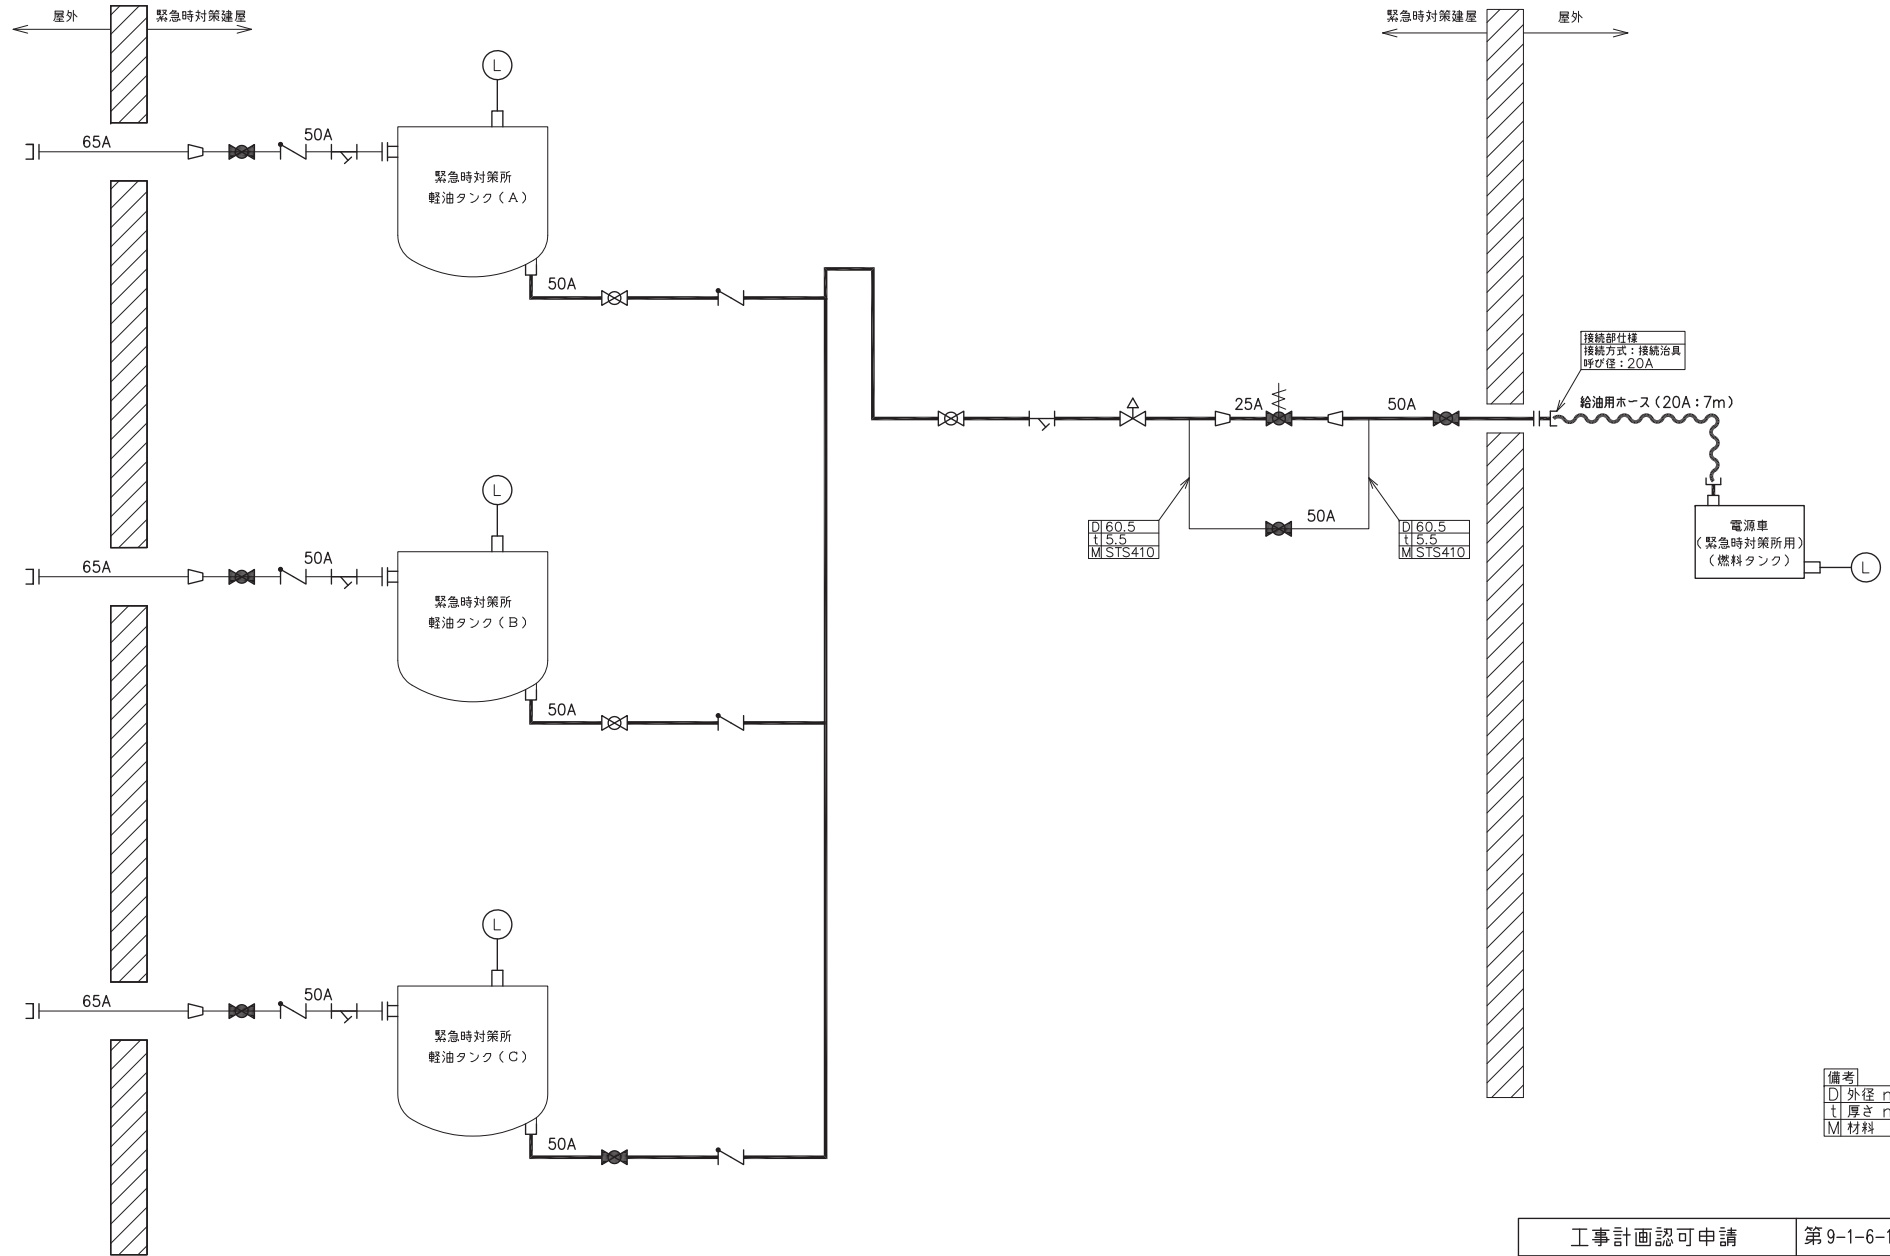 屋外
緊急時対策建屋
緊急時対策建屋
屋外
L
65A
50A
緊急時対策所
軽油タンク(A)
50A
接続部仕様
接続方式:接続治具
呼び径:20A
25A
50A
給油用ホース(20A:7m)
L
D 60.5
t 5.5
M STS410
50A
D 60.5
t 5.5
M STS410
電源車
(緊急時対策所用)
(燃料タンク)
L
65A
50A
緊急時対策所
軽油タンク(B)
50A
L
65A
50A
緊急時対策所
軽油タンク(C)
50A
備考
D 外径
t 厚さ
M 材料
工事計画認可申請
第9-1-6-1